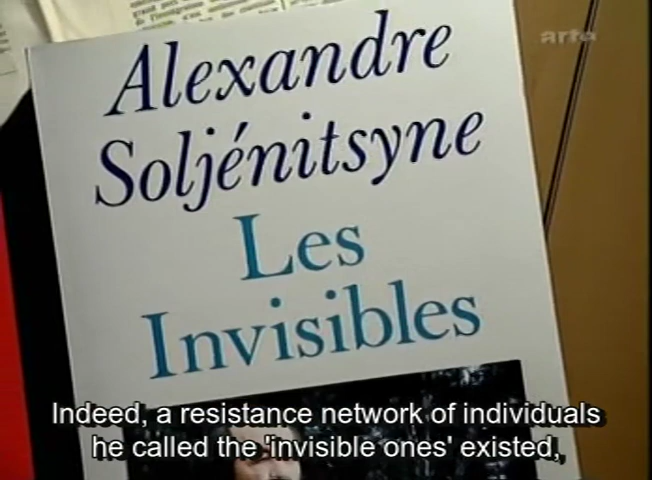 arte
Alexandre
Soljénitsyne
Les
Invisibles
Indeed, a resistance network of individuals
he called the 'invisible ones' existed,